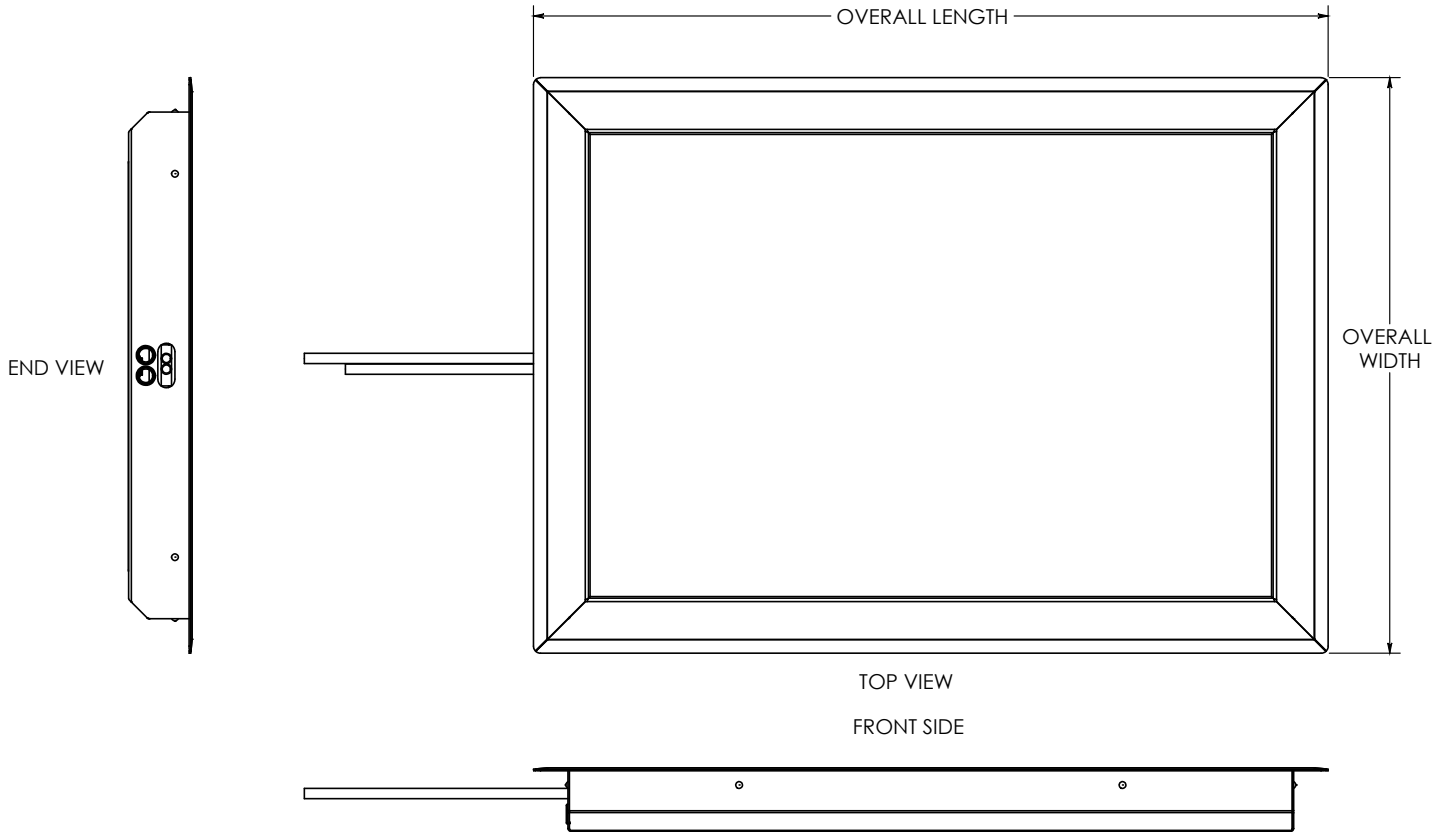 OVERALL LENGTH
END VIEW
OVERALL
WIDTH
TOP VIEW
FRONT SIDE